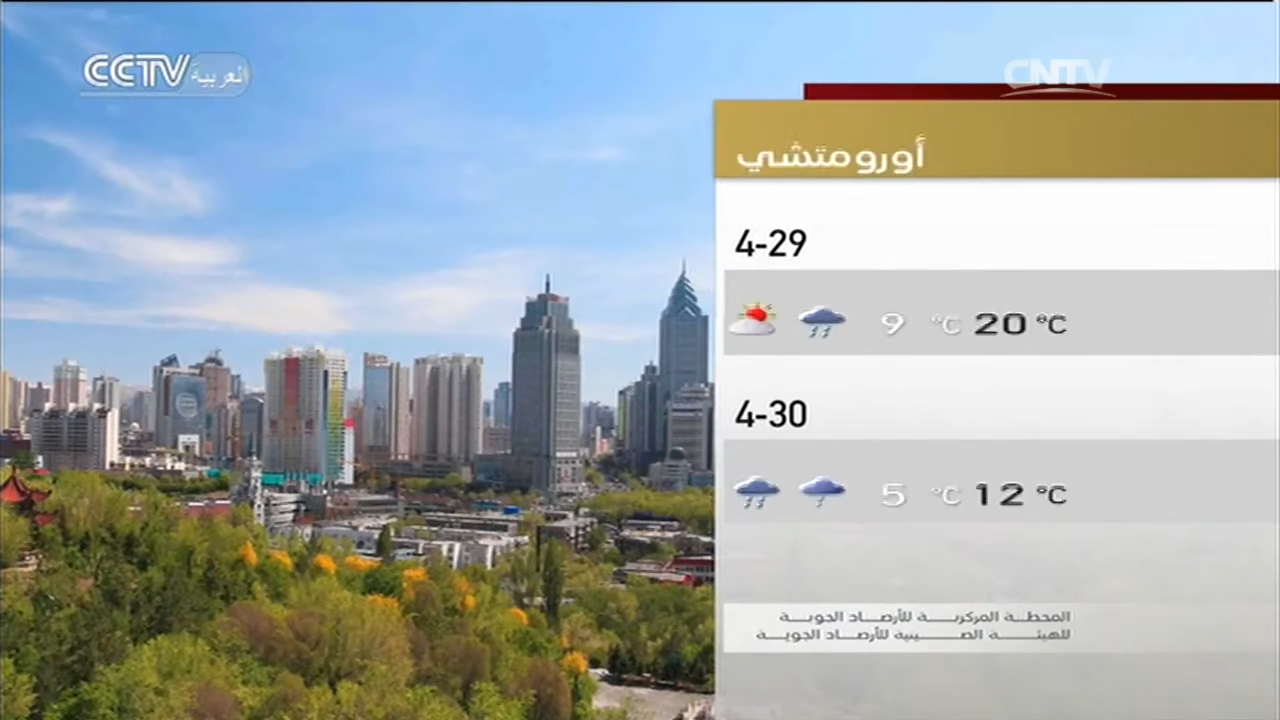 CCTV العربية
CNTV
أورومتشي
4-29
9 °C 20 °C
4-30
5 °C 12 °C
المحطة المركزية للأرصاد الجوية
للهيئة الصينية للأرصاد الجوية